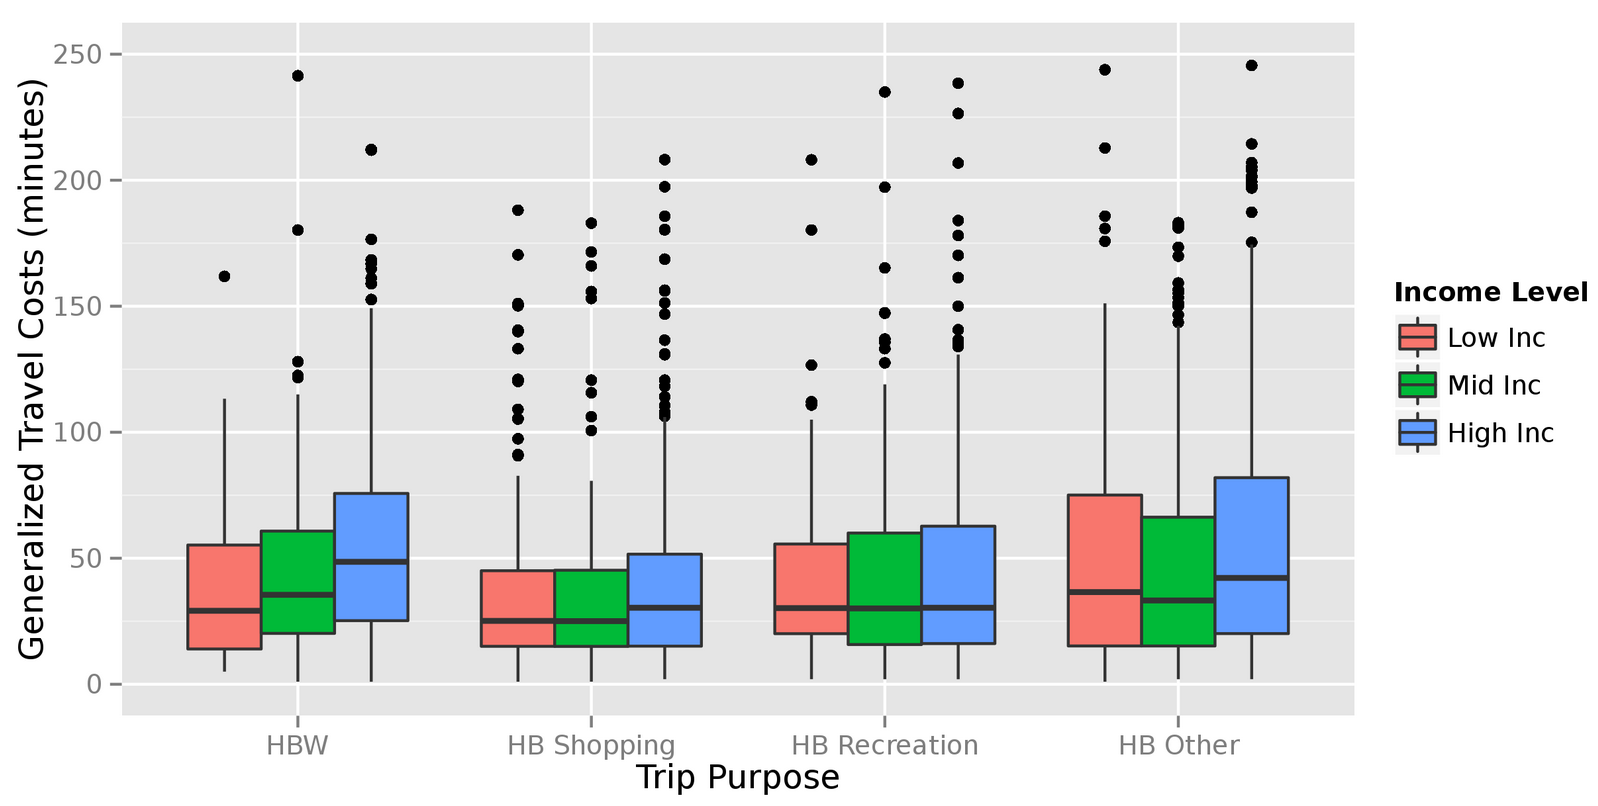 Generalized Travel Costs (minutes)
250
200
150
100
50
0
HBW
HB Shopping
HB Recreation
HB Other
Trip Purpose
Income Level
Low Inc
Mid Inc
High Inc